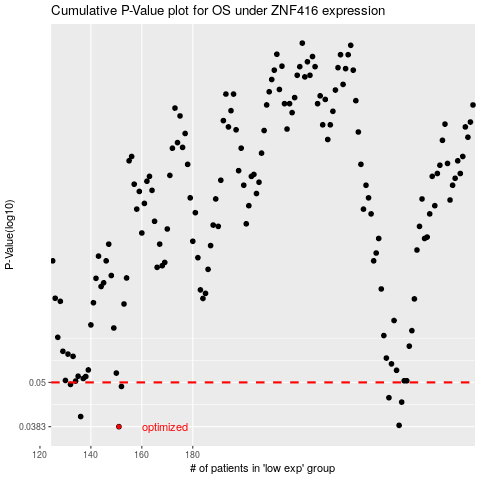 Cumulative P-Value plot for OS under ZNF416 expression
P-Value(log10)
0.05
0.0383
optimized
120 140 160 180
# of patients in 'low exp' group